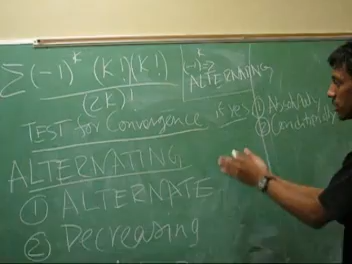 ∑ (-1)^k (k!)(k!) / (2k)!
(-1)^k ⇒
ALTERNATING
TEST for Convergence if yes ① Absolutely
② Conditionally
ALTERNATING
① ALTERNATE
② Decreasing